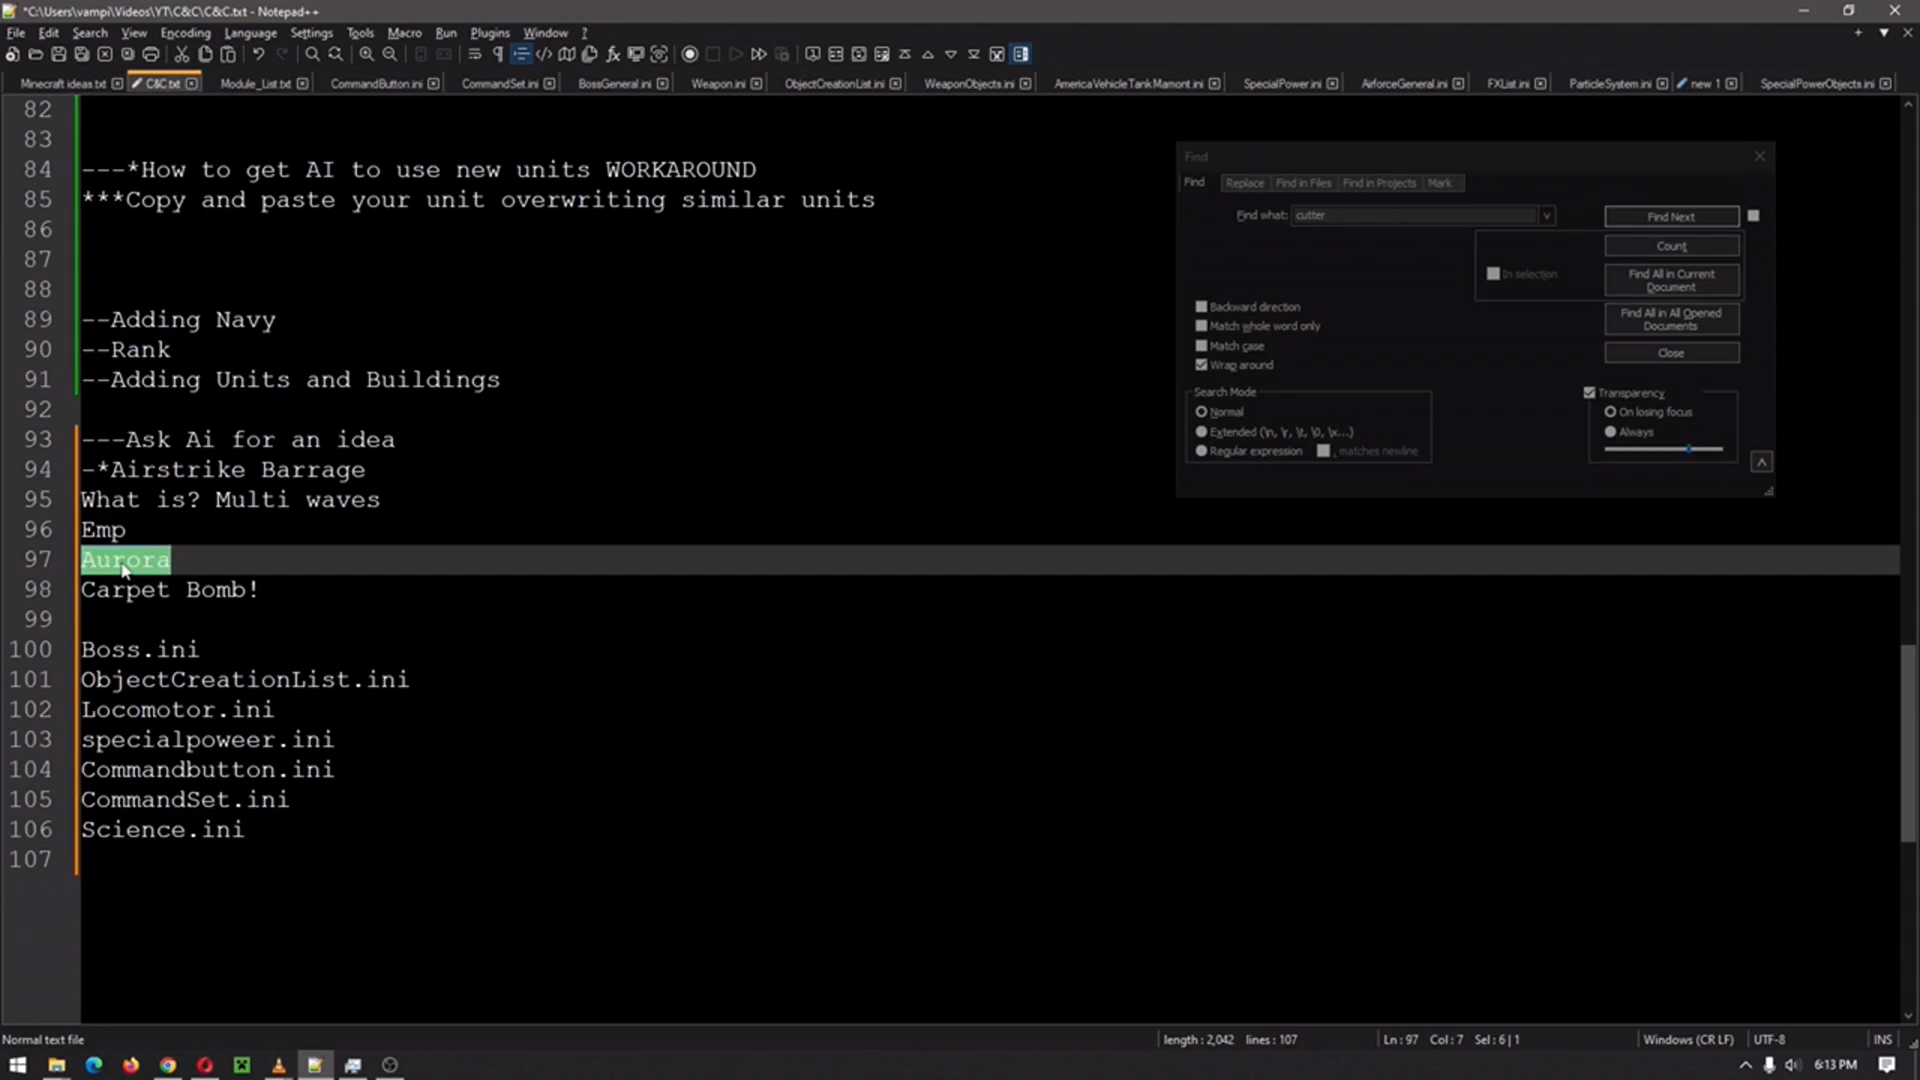 *C:\Users\vampi\Videos\YT\C&C\C&C.txt - Notepad++
File Edit Search View Encoding Language Settings Tools Macro Run Plugins Window ?
Minecraft ideas.txt C&C.txt Module_List.txt CommandButton.ini CommandSet.ini BossGeneral.ini Weapon.ini ObjectCreationList.ini WeaponObjects.ini AmericaVehicleTankMamont.ini SpecialPower.ini AirforceGeneral.ini FXList.ini ParticleSystem.ini new 1 SpecialPowerObjects.ini
82
83
84 ---*How to get AI to use new units WORKAROUND
85 ***Copy and paste your unit overwriting similar units
86
87
88
89 --Adding Navy
90 --Rank
91 --Adding Units and Buildings
92
93 ---Ask Ai for an idea
94 -*Airstrike Barrage
95 What is? Multi waves
96 Emp
97 Aurora
98 Carpet Bomb!
99
100 Boss.ini
101 ObjectCreationList.ini
102 Locomotor.ini
103 specialpoweer.ini
104 Commandbutton.ini
105 CommandSet.ini
106 Science.ini
107
Find
Find Replace Find in Files Find in Projects Mark
Find what: cutter Find Next
Count
In selection Find All in Current Document
Backward direction
Match whole word only Find All in All Opened Documents
Match case Close
Wrap around
Search Mode Transparency
Normal On losing focus
Extended (\n, \r, \t, \0, \x...) Always
Regular expression . matches newline
Normal text file length : 2,042 lines : 107 Ln : 97 Col : 7 Sel : 6 | 1 Windows (CR LF) UTF-8 INS
6:13 PM